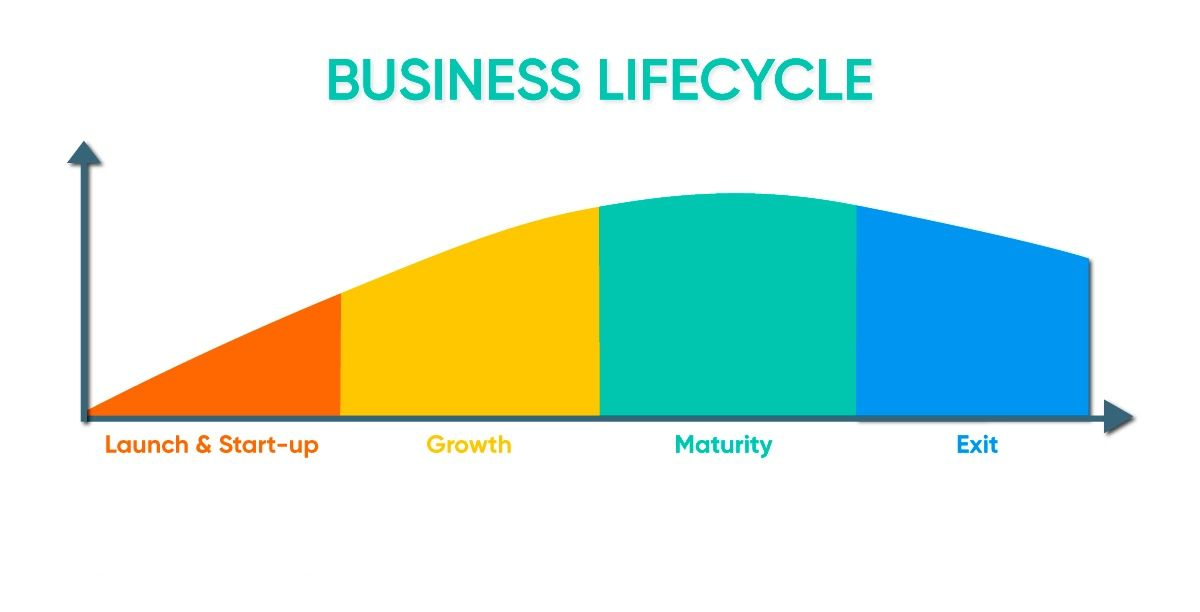 BUSINESS LIFECYCLE
Launch & Start-up
Growth
Maturity
Exit